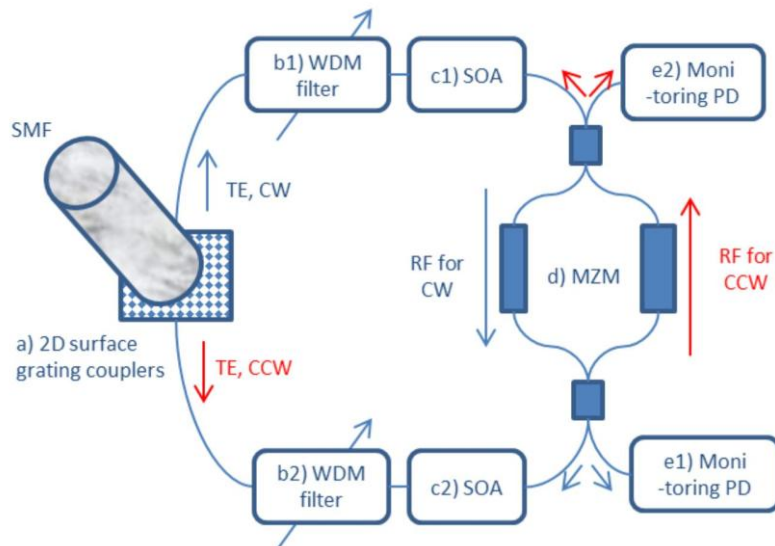 b1) WDM
filter
c1) SOA
e2) Moni
-toring PD
SMF
TE, CW
RF for
CW
d) MZM
RF for
CCW
a) 2D surface
grating couplers
TE, CCW
b2) WDM
filter
c2) SOA
e1) Moni
-toring PD